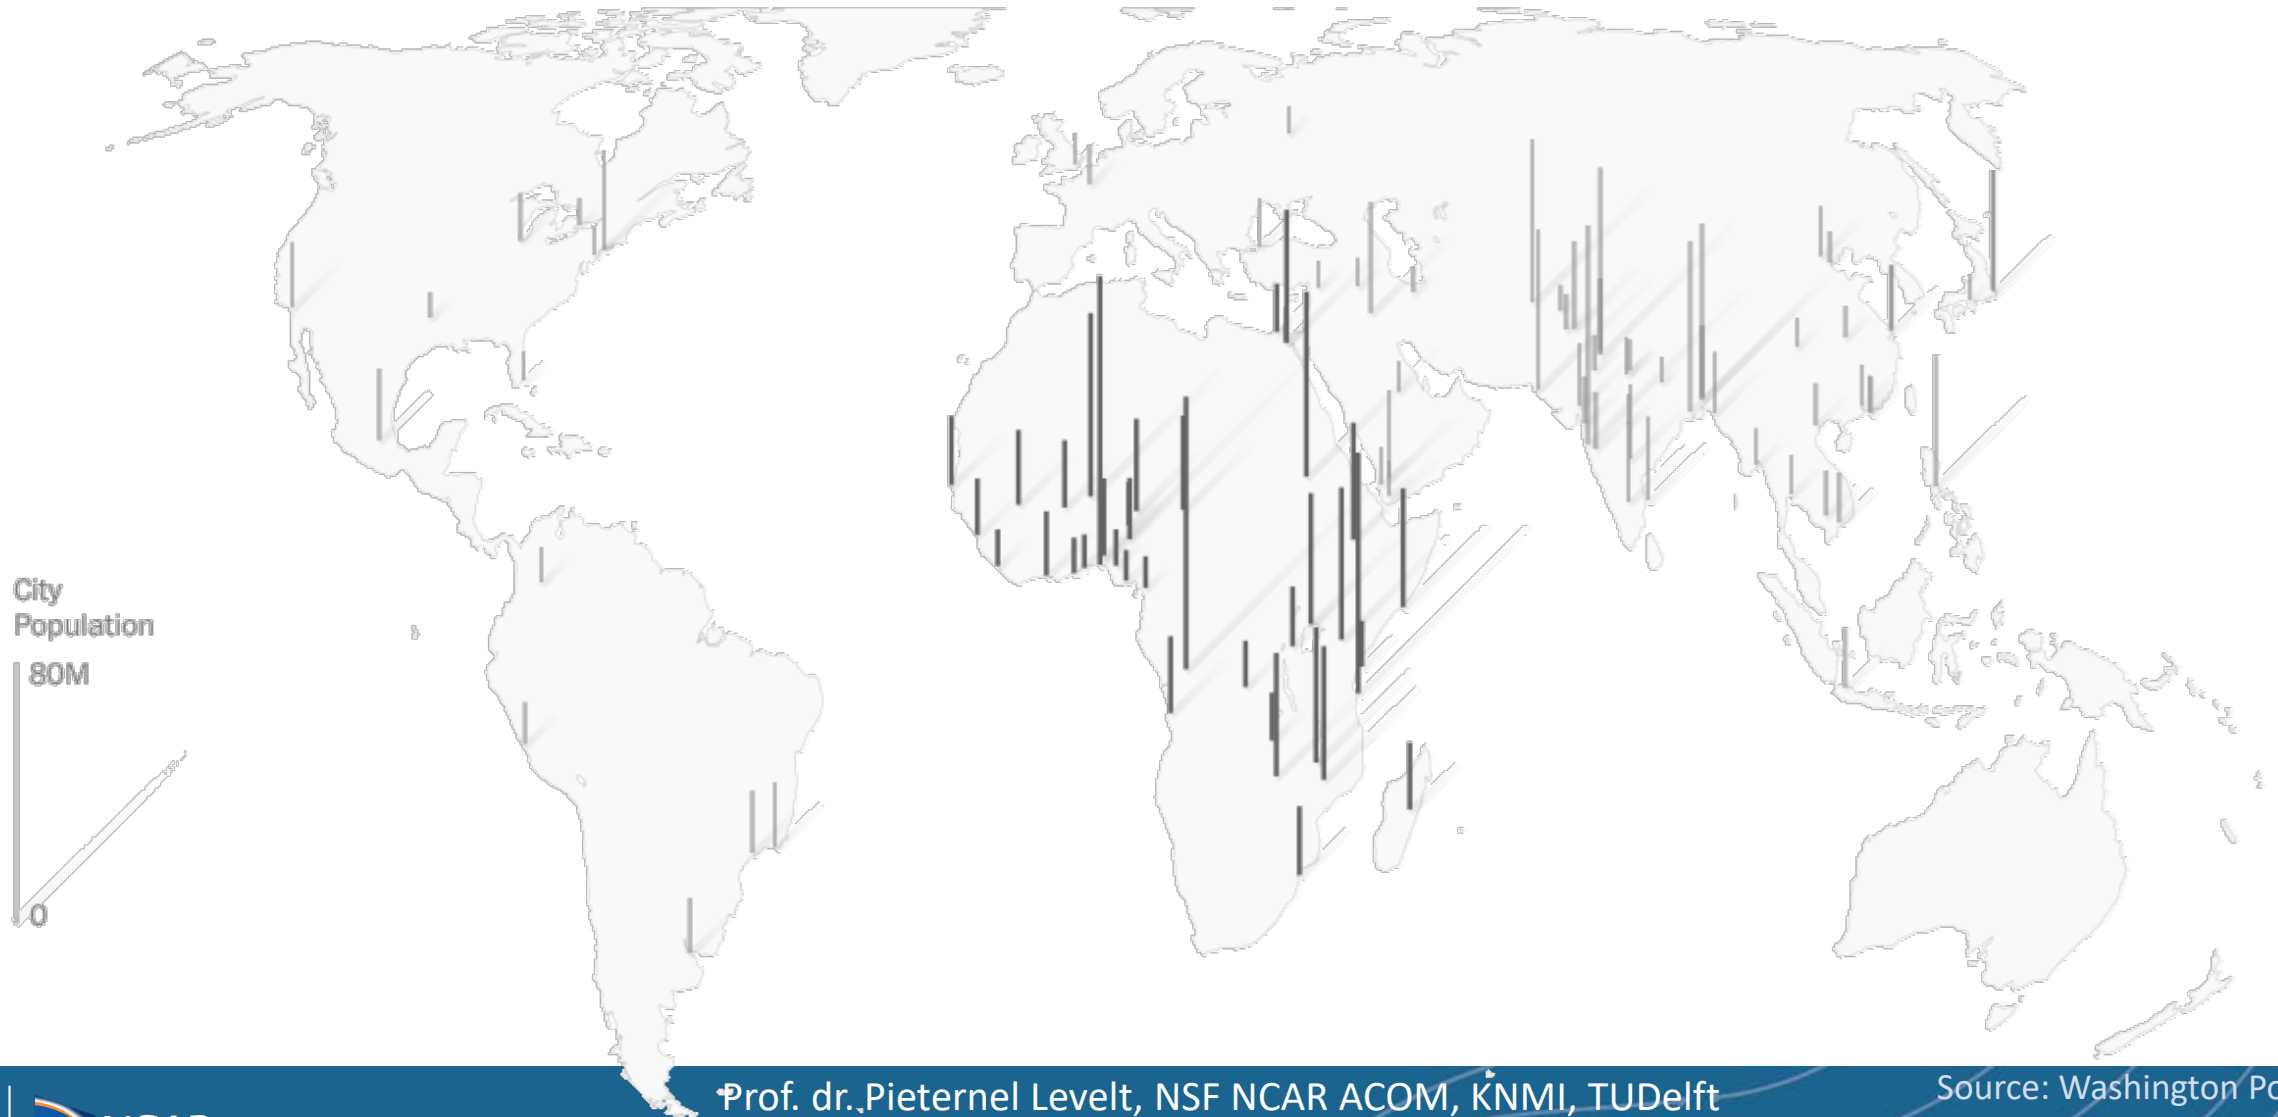 City
Population
80M
0
Prof. dr. Pieternel Levelt, NSF NCAR ACOM, KNMI, TUDelft
Source: Washington